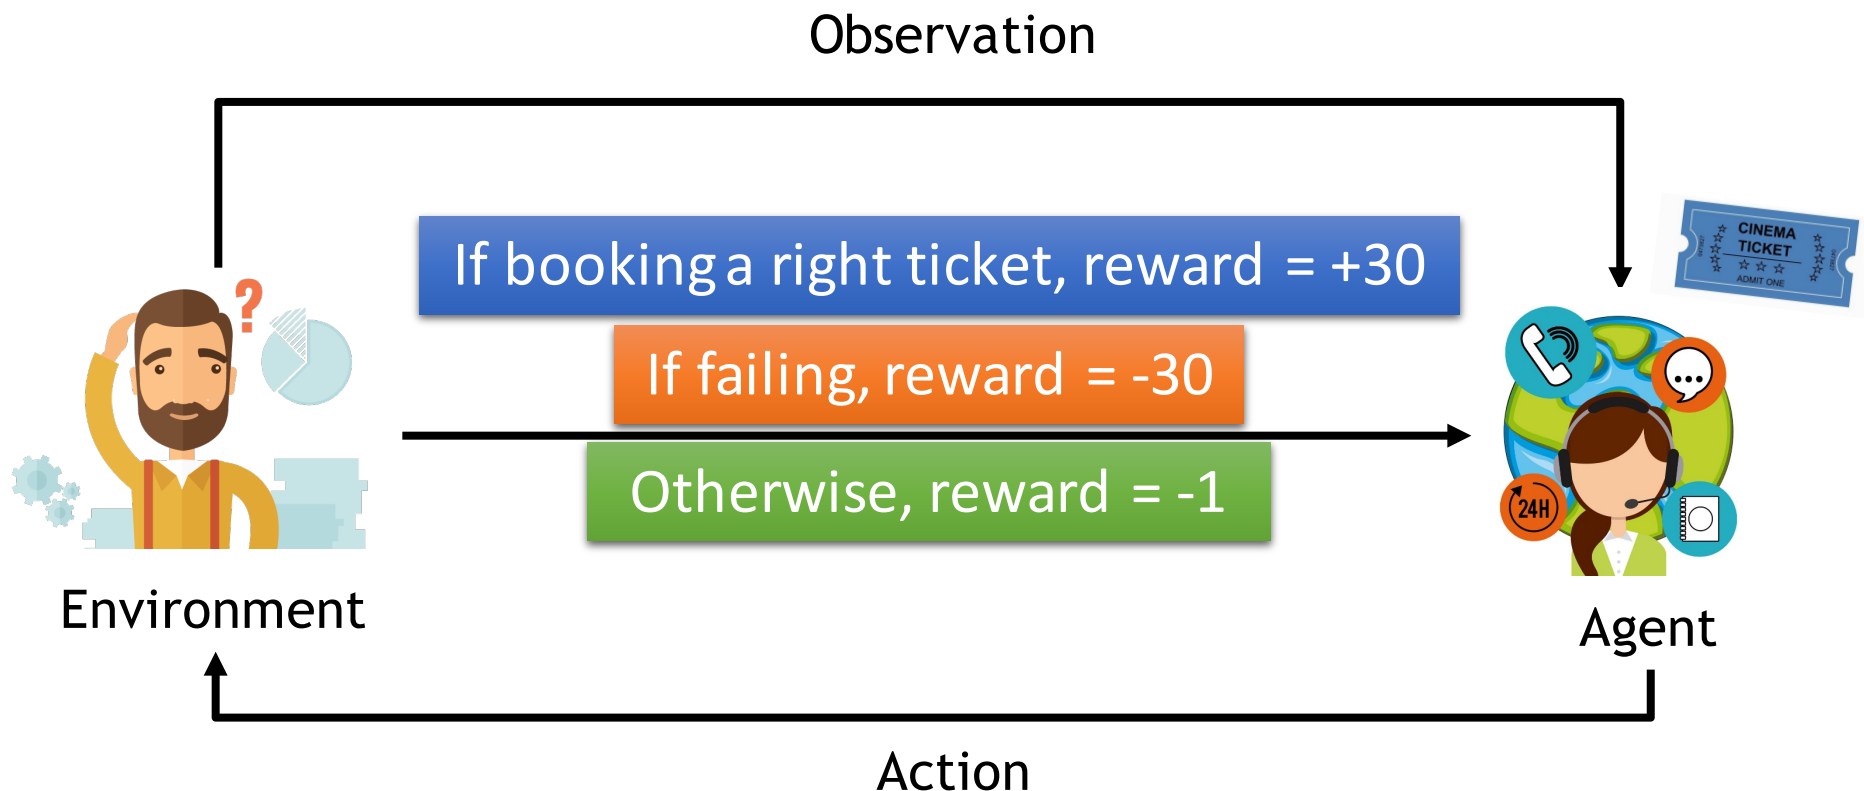 Observation
If booking a right ticket, reward = +30
If failing, reward = -30
Otherwise, reward = -1
CINEMA
TICKET
ADMIT ONE
?
24H
Environment
Agent
Action